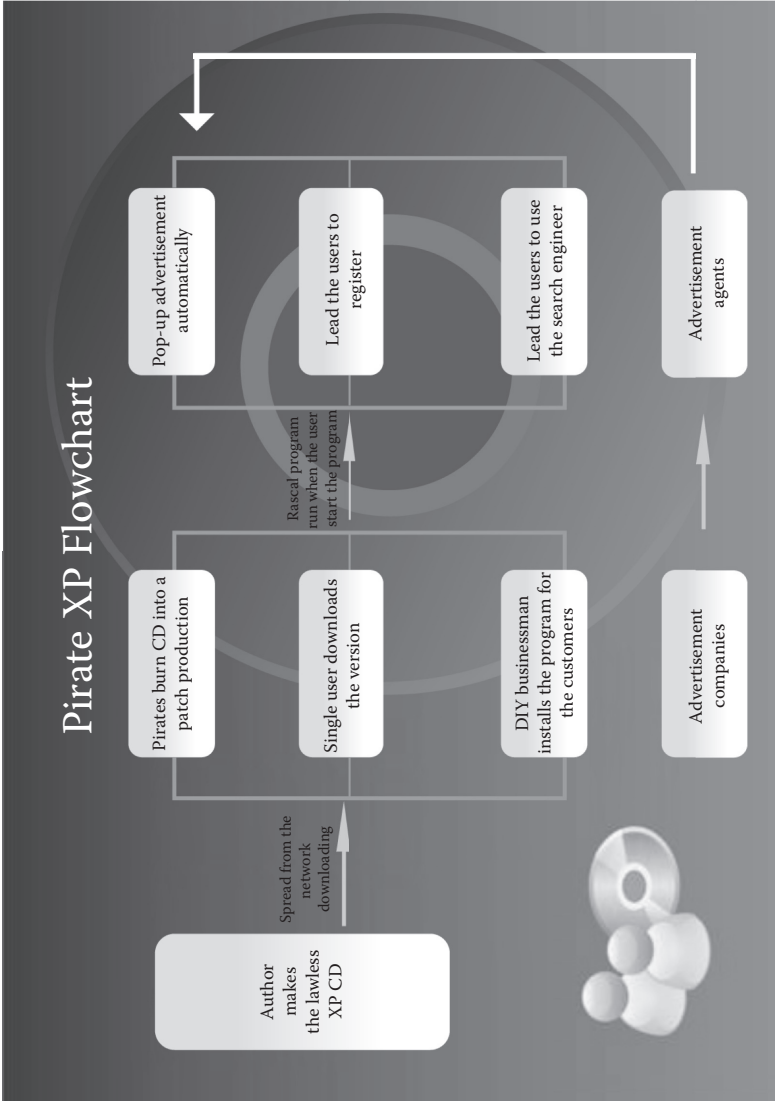 Pirate XP Flowchart
Author
makes
the lawless
XP CD
Spread from the
network
downloading
Pirates burn CD into a
patch production
Single user downloads
the version
DIY businessman
installs the program for
the customers
Rascal program
run when the user
start the program
Pop-up advertisement
automatically
Lead the users to
register
Lead the users to use
the search engineer
Advertisement
companies
Advertisement
agents